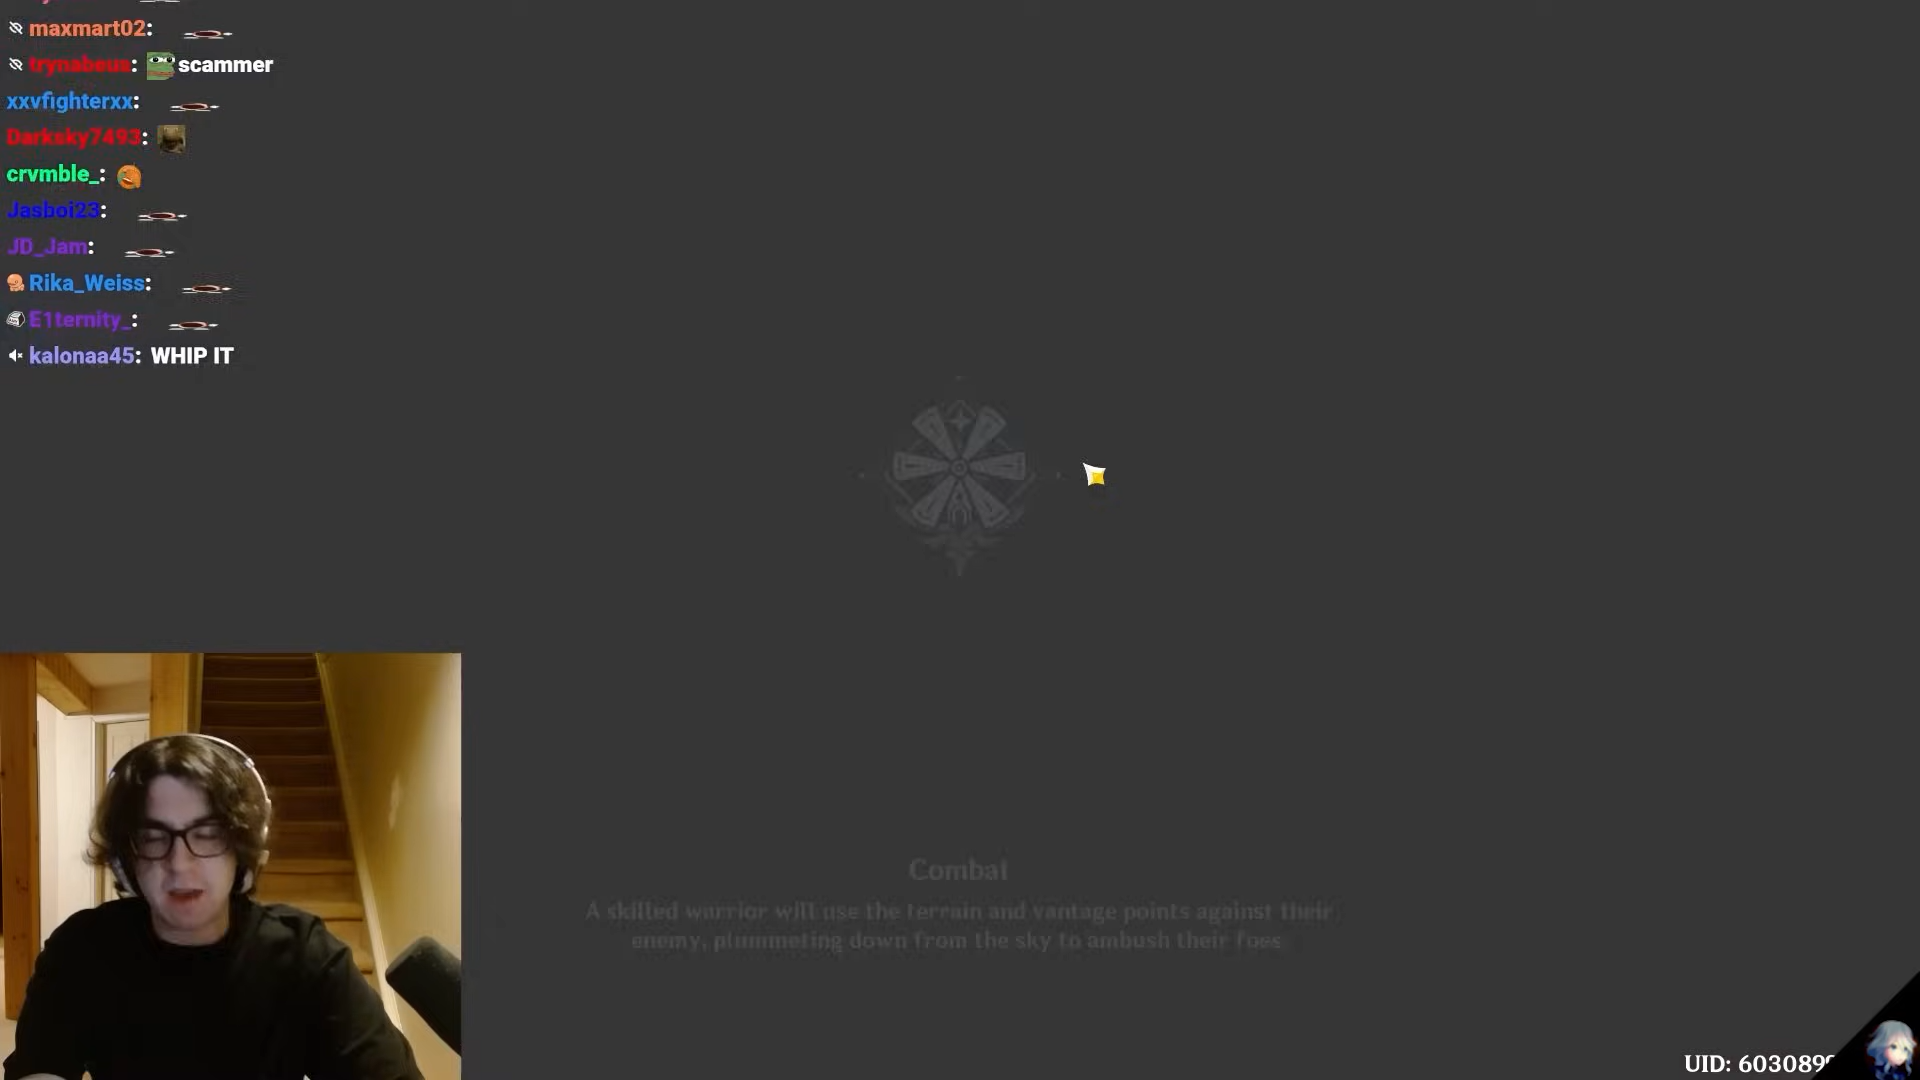 maxmart02:
trynabeus: scammer
xxvfighterxx:
Darksky7493:
crvmble_:
Jasboi23:
JD_Jam:
Rika_Weiss:
E1ternity_:
kalonaa45: WHIP IT
Combat
A skilled warrior will use the terrain and vantage points against their
enemy, plummeting down from the sky to ambush their foes
UID: 603089